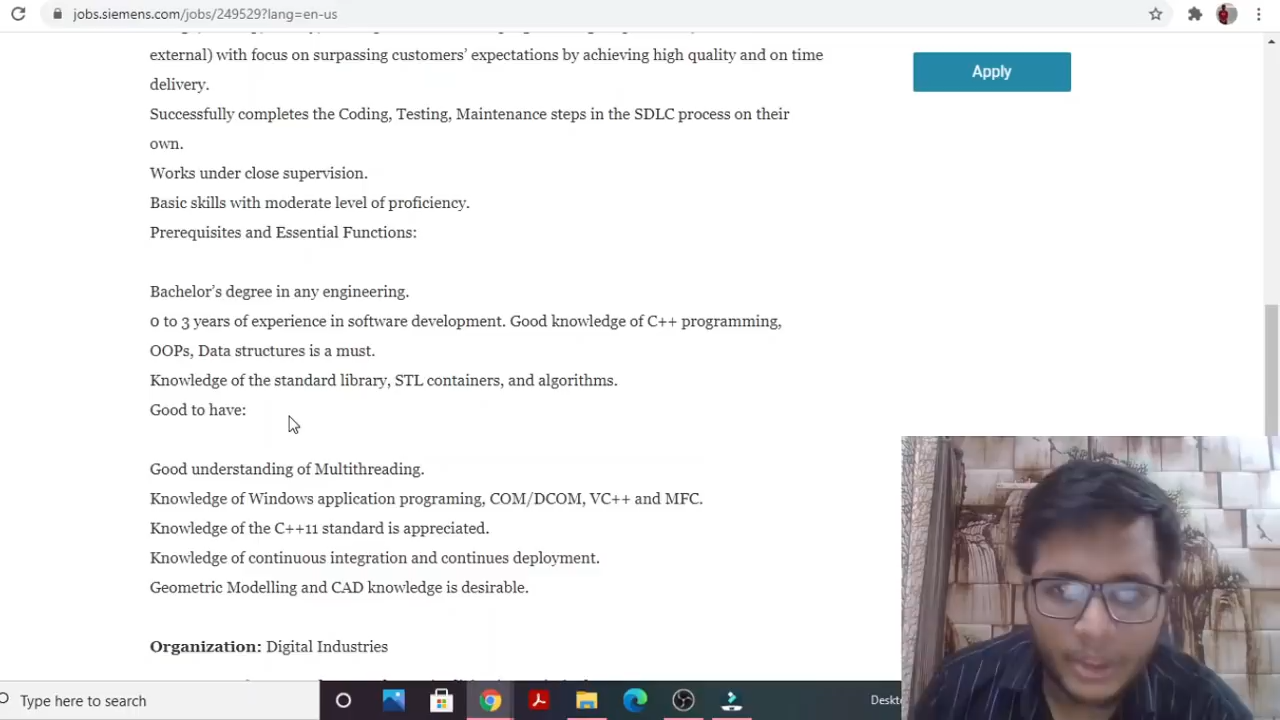 jobs.siemens.com/jobs/249529?lang=en-us
external) with focus on surpassing customers' expectations by achieving high quality and on time
Apply
delivery.
Successfully completes the Coding, Testing, Maintenance steps in the SDLC process on their
own.
Works under close supervision.
Basic skills with moderate level of proficiency.
Prerequisites and Essential Functions:
Bachelor's degree in any engineering.
0 to 3 years of experience in software development. Good knowledge of C++ programming,
OOPs, Data structures is a must.
Knowledge of the standard library, STL containers, and algorithms.
Good to have:
Good understanding of Multithreading.
Knowledge of Windows application programing, COM/DCOM, VC++ and MFC.
Knowledge of the C++11 standard is appreciated.
Knowledge of continuous integration and continues deployment.
Geometric Modelling and CAD knowledge is desirable.
Organization: Digital Industries
Type here to search